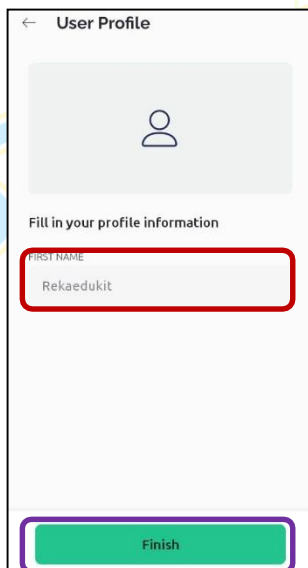 ← User Profile
Fill in your profile information
FIRST NAME
Rekaedukit
Finish